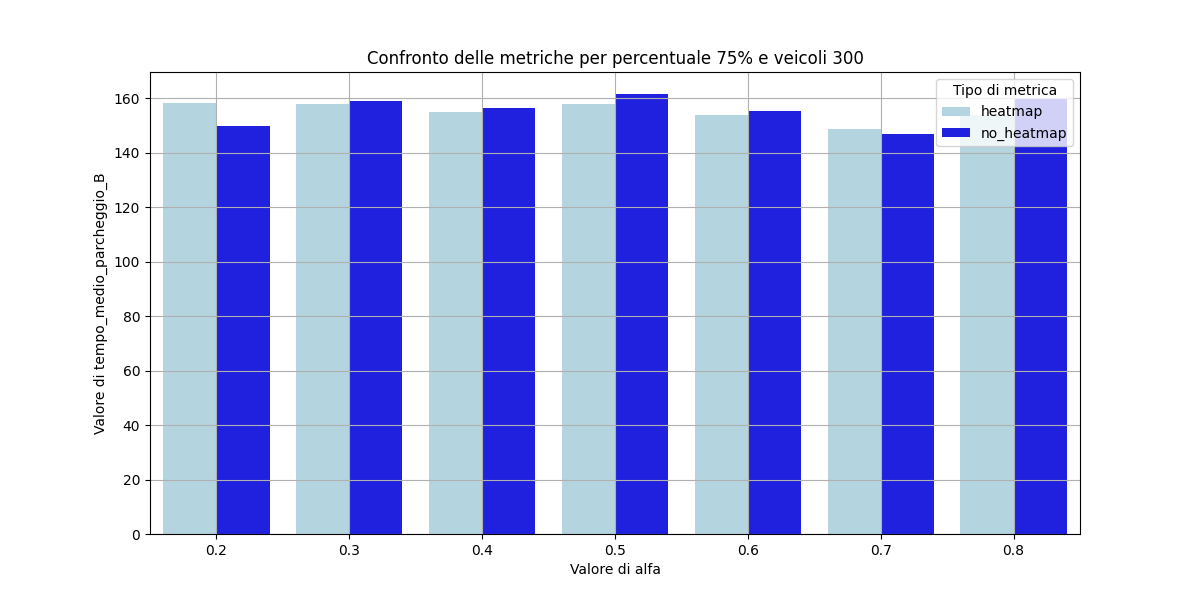 Confronto delle metriche per percentuale 75% e veicoli 300
Valore di tempo_medio_parcheggio_B
160
140
120
100
80
60
40
20
0
Tipo di metrica
heatmap
no_heatmap
0.2 0.3 0.4 0.5 0.6 0.7 0.8
Valore di alfa